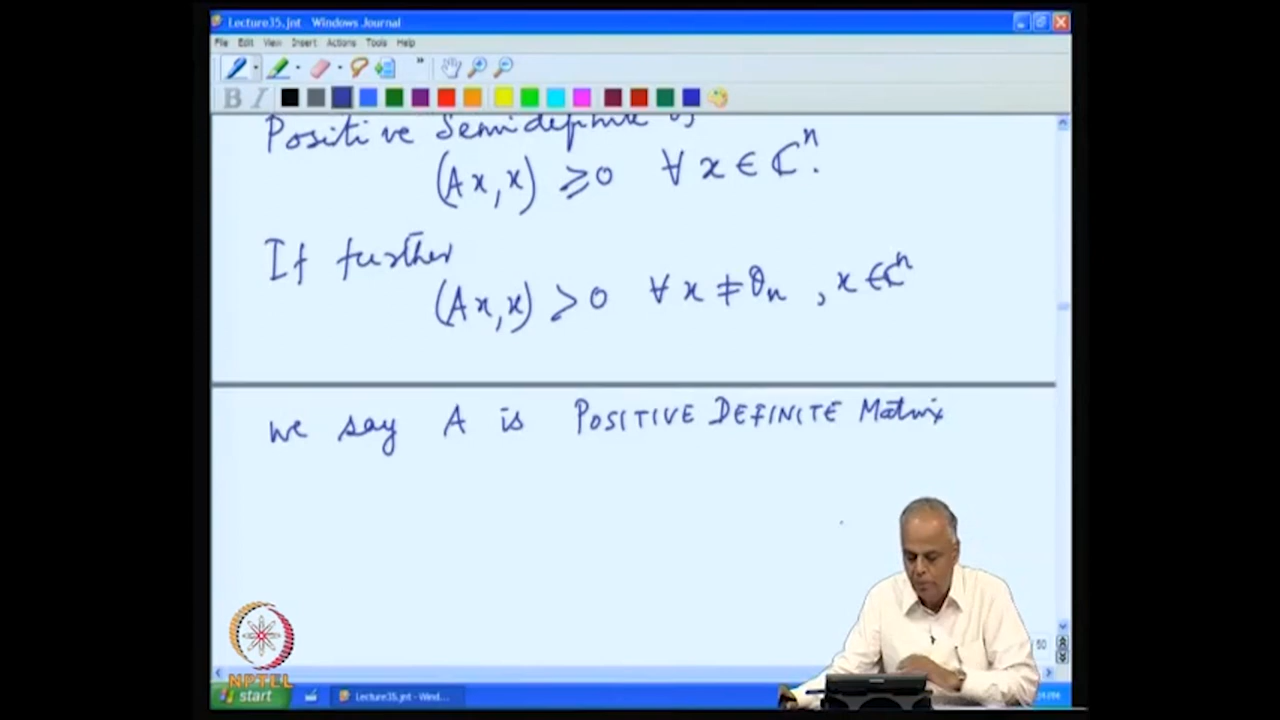 Lecture35.jnt - Windows Journal
File Edit View Insert Actions Tools Help
B I
Positive Semidefinite if
(Ax, x) ≥ 0 ∀ x ∈ ℂⁿ.
If further
(Ax, x) > 0 ∀ x ≠ θₙ , x ∈ ℂⁿ
we say A is POSITIVE DEFINITE Matrix
50
NPTEL
start Lecture35.jnt - Wind...